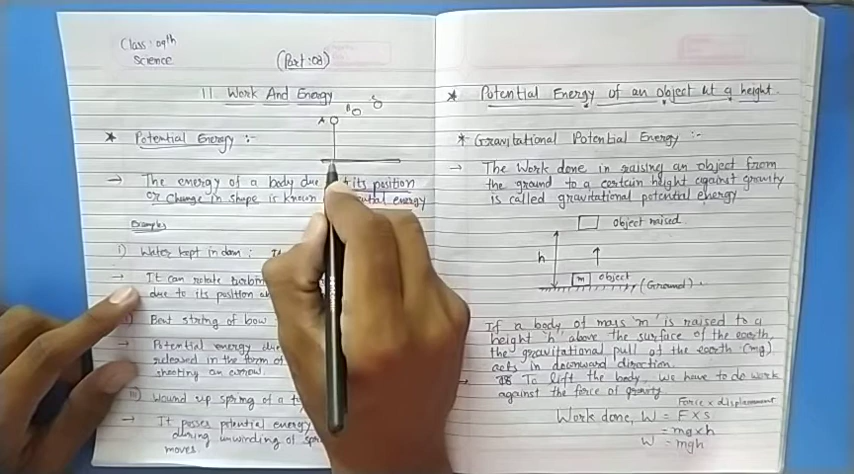 Class : 09th
Science
(Part : 03)
11. Work And Energy
* Potential Energy :-
A B C
→ The energy of a body due its position
or change in shape is known energy
Examples
i) Water kept in dam :
→ It can rotate
due to its position
Bent string of bow
→ Potential energy
released in the form of
shooting an arrow.
Wound up spring of a
→ It posses potential energy
during unwinding of
moves
* Potential Energy of an object at a height.
* Gravitational Potential Energy :-
→ The Work done in raising an object from
the ground to a certain height against gravity
is called gravitational potential energy
object raised
h
m object
(Ground)
If a body of mass 'm' is raised to a
height 'h' above the surface of the earth,
the gravitational pull of the earth (mg)
acts in downward direction.
To lift the body, we have to do work
against the force of gravity.
Force × displacement
Work done, W = F × s
= mg × h
W = mgh